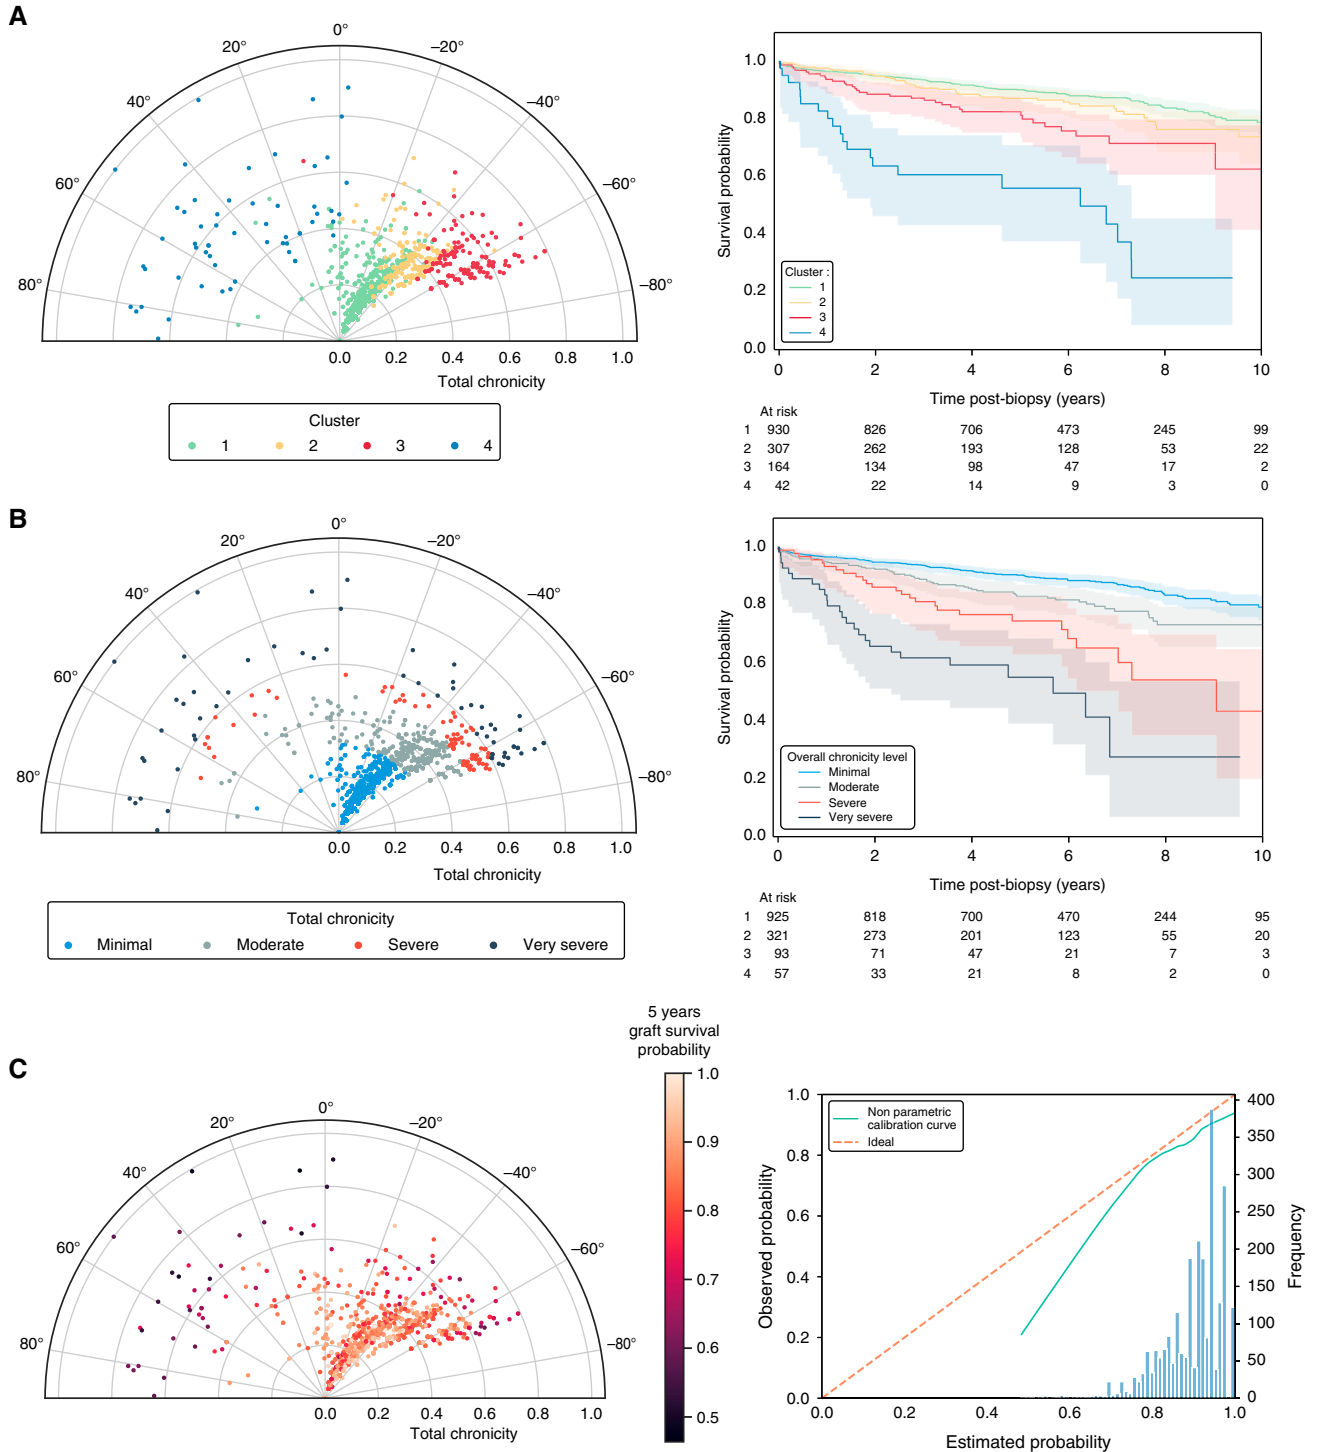 A
0°
20°
–20°
40°
–40°
60°
–60°
80°
–80°
0.0 0.2 0.4 0.6 0.8 1.0
Total chronicity
Cluster
1 2 3 4
1.0
0.8
0.6
0.4
0.2
0.0
Survival probability
Cluster :
1
2
3
4
0 2 4 6 8 10
Time post-biopsy (years)
At risk
1 930 826 706 473 245 99
2 307 262 193 128 53 22
3 164 134 98 47 17 2
4 42 22 14 9 3 0
B
0°
20°
–20°
40°
–40°
60°
–60°
80°
–80°
0.0 0.2 0.4 0.6 0.8 1.0
Total chronicity
Total chronicity
Minimal Moderate Severe Very severe
1.0
0.8
0.6
0.4
0.2
0.0
Survival probability
Overall chronicity level
Minimal
Moderate
Severe
Very severe
0 2 4 6 8 10
Time post-biopsy (years)
At risk
1 925 818 700 470 244 95
2 321 273 201 123 55 20
3 93 71 47 21 7 3
4 57 33 21 8 2 0
C
0°
20°
–20°
40°
–40°
60°
–60°
80°
–80°
0.0 0.2 0.4 0.6 0.8 1.0
Total chronicity
5 years
graft survival
probability
1.0
0.9
0.8
0.7
0.6
0.5
1.0
0.8
0.6
0.4
0.2
0.0
Observed probability
Non parametric
calibration curve
Ideal
400
350
300
250
200
150
100
50
0
Frequency
0.0 0.2 0.4 0.6 0.8 1.0
Estimated probability